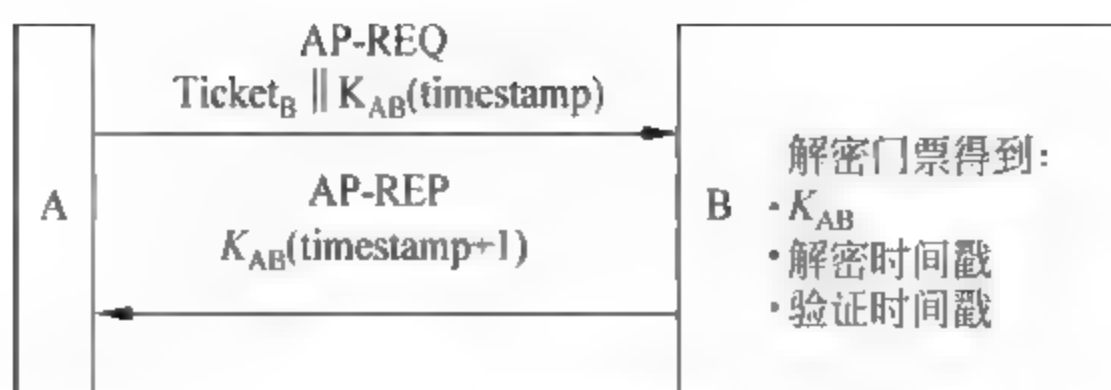 AP-REQ
Ticket_B || K_AB(timestamp)
AP-REP
K_AB(timestamp+1)
A
B
解密门票得到：
·K_AB
·解密时间戳
·验证时间戳